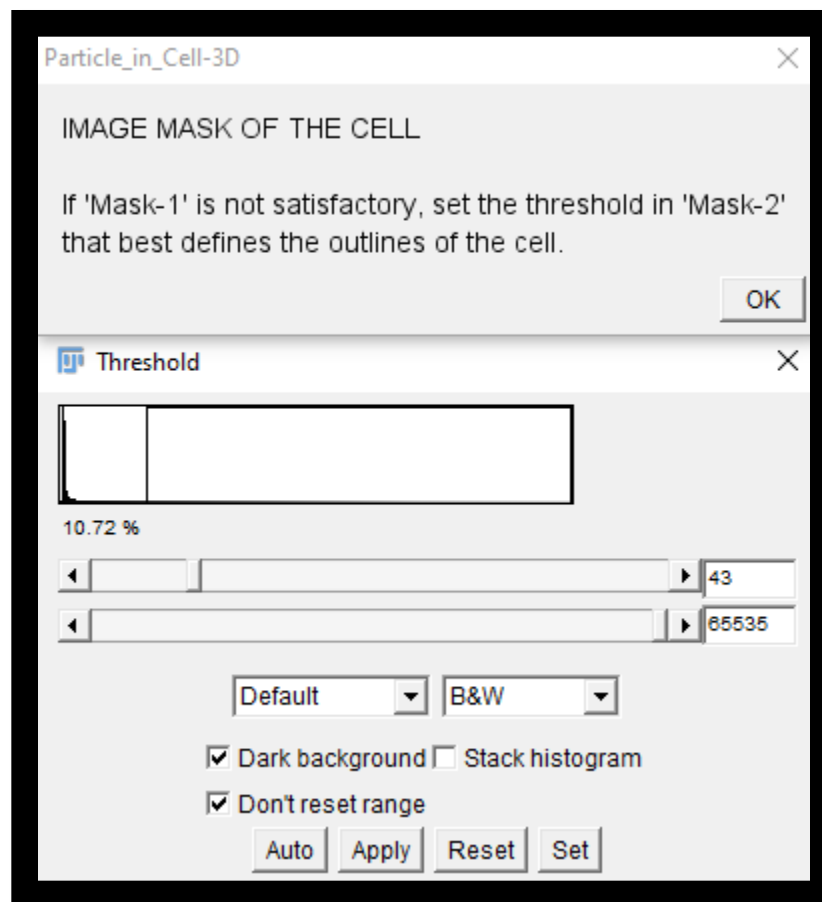 Particle_in_Cell-3D
IMAGE MASK OF THE CELL
If 'Mask-1' is not satisfactory, set the threshold in 'Mask-2'
that best defines the outlines of the cell.
OK
Threshold
10.72 %
43
65535
Default B&W
Dark background Stack histogram
Don't reset range
Auto Apply Reset Set